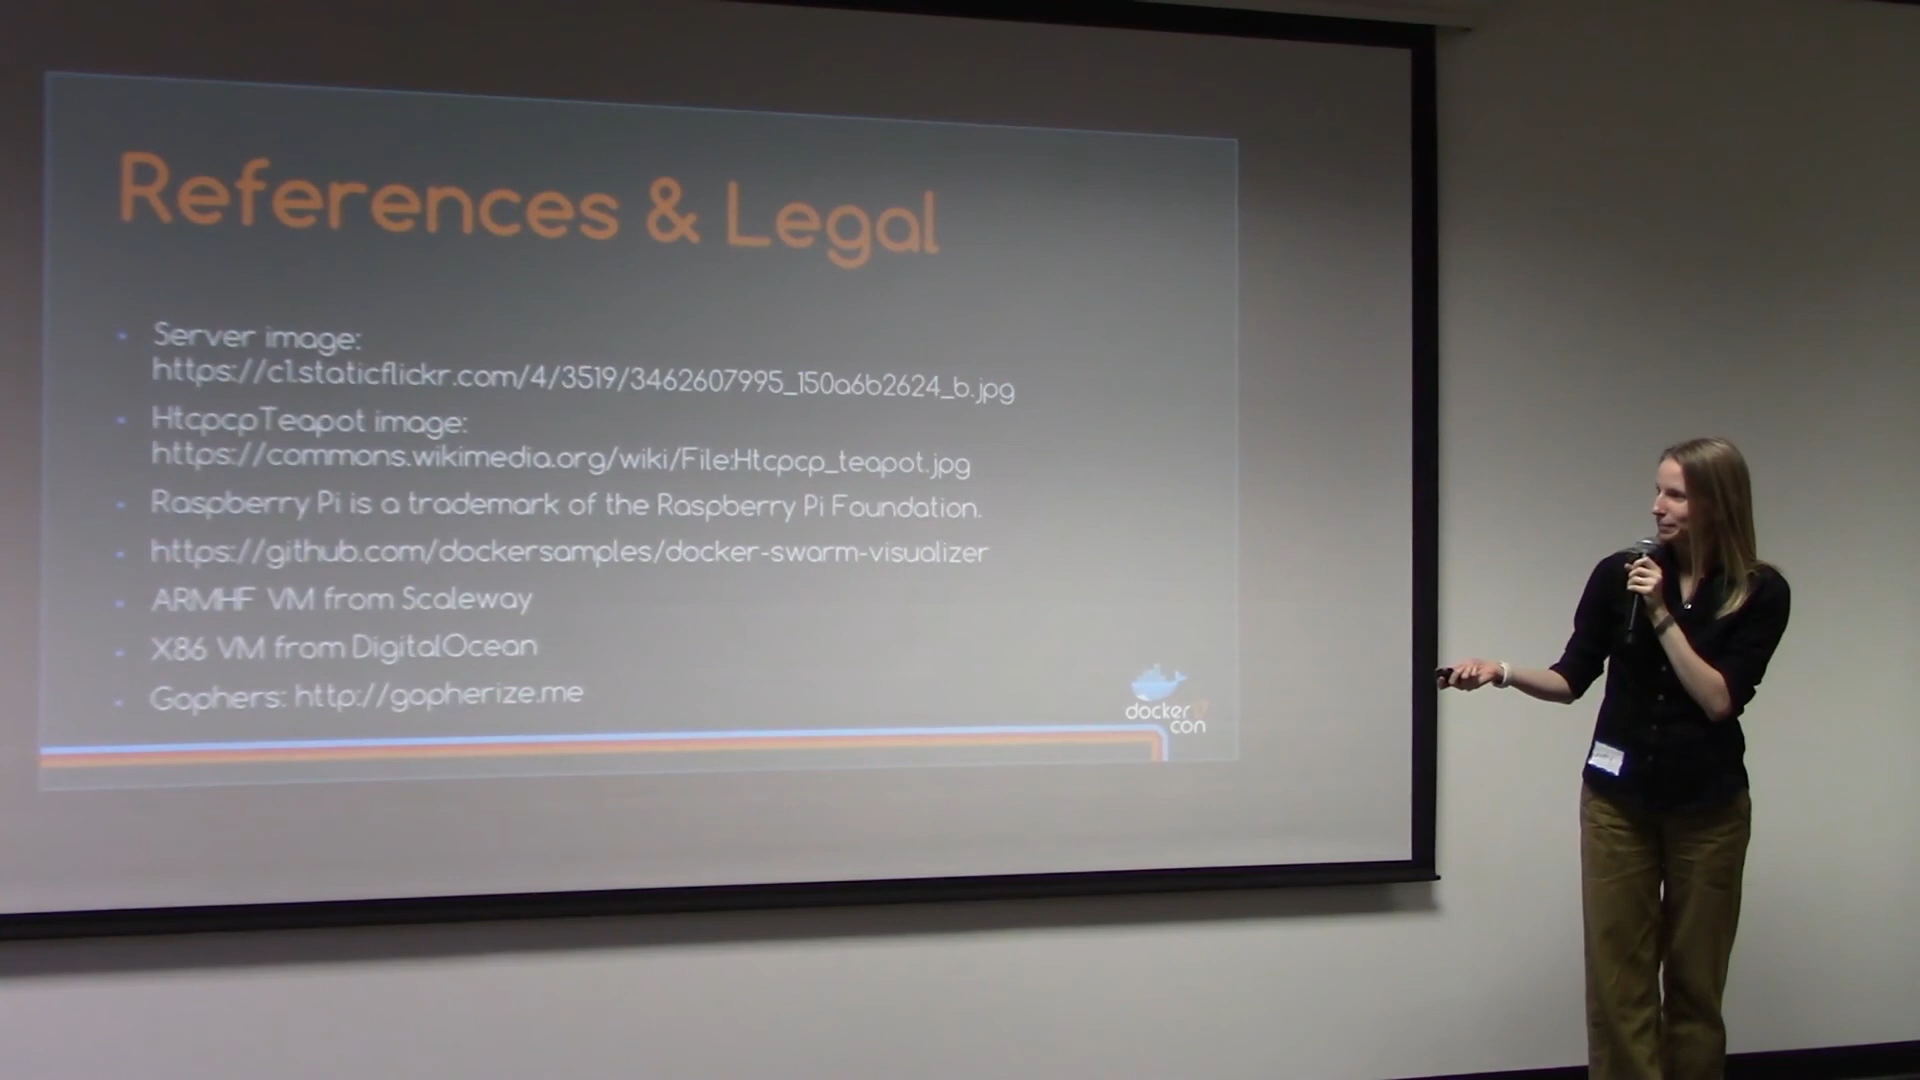 References & Legal
Server image:
https://c1.staticflickr.com/4/3519/3462607995_150a6b2624_b.jpg
HtcpcpTeapot image:
https://commons.wikimedia.org/wiki/File:Htcpcp_teapot.jpg
Raspberry Pi is a trademark of the Raspberry Pi Foundation.
https://github.com/dockersamples/docker-swarm-visualizer
ARMHF VM from Scaleway
X86 VM from DigitalOcean
Gophers: http://gopherize.me
docker
con